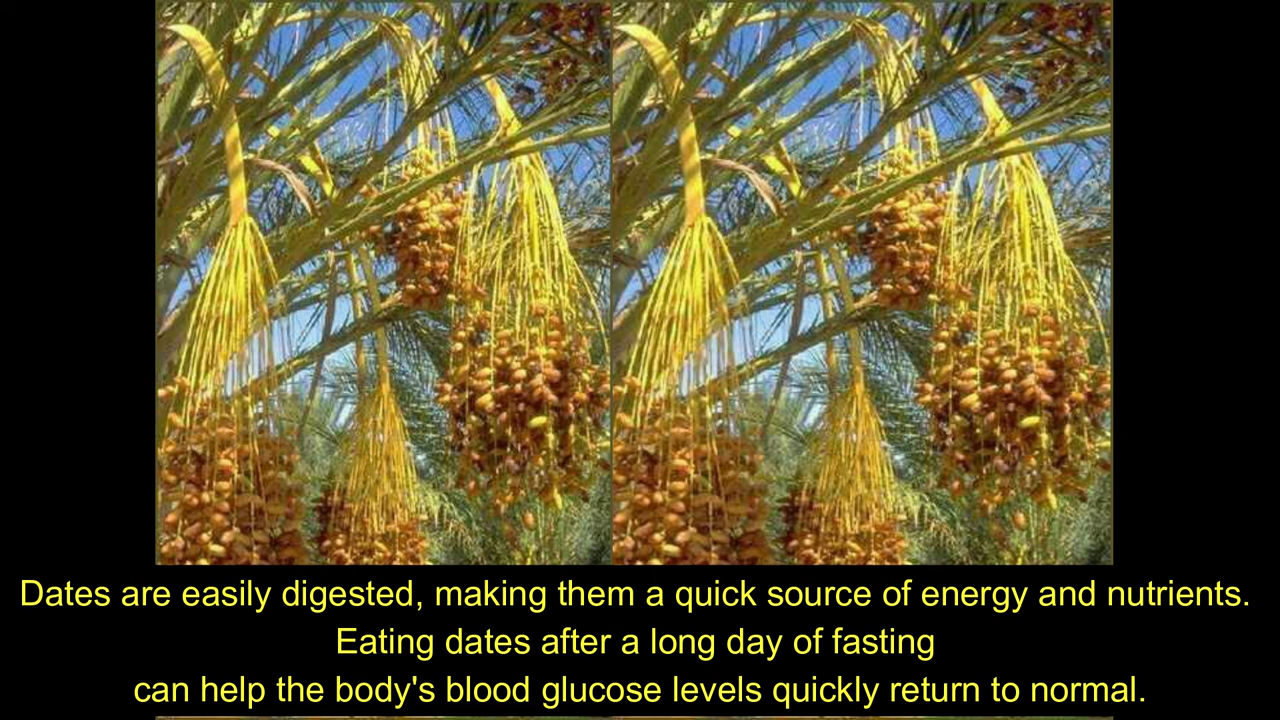 Dates are easily digested, making them a quick source of energy and nutrients.
Eating dates after a long day of fasting
can help the body's blood glucose levels quickly return to normal.